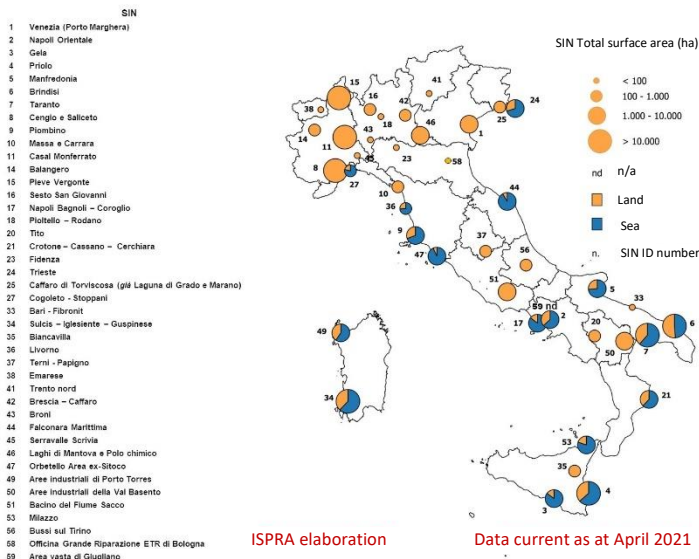 SIN
1 Venezia (Porto Marghera)
2 Napoli Orientale
3 Gela
4 Priolo
5 Manfredonia
6 Brindisi
7 Taranto
8 Cengio e Saliceto
9 Piombino
10 Massa e Carrara
11 Casal Monferrato
14 Balangero
15 Pieve Vergonte
16 Sesto San Giovanni
17 Napoli Bagnoli – Coroglio
18 Pioltello – Rodano
20 Tito
21 Crotone – Cassano – Cerchiara
23 Fidenza
24 Trieste
25 Caffaro di Torviscosa (già Laguna di Grado e Marano)
27 Cogoleto - Stoppani
33 Bari - Fibronit
34 Sulcis – Iglesiente – Guspinese
35 Biancavilla
36 Livorno
37 Terni - Papigno
38 Emarese
41 Trento nord
42 Brescia – Caffaro
43 Broni
44 Falconara Marittima
45 Serravalle Scrivia
46 Laghi di Mantova e Polo chimico
47 Orbetello Area ex-Sitoco
49 Aree industriali di Porto Torres
50 Aree industriali della Val Basento
51 Bacino del Fiume Sacco
53 Milazzo
56 Bussi sul Tirino
58 Officina Grande Riparazione ETR di Bologna
59 Area vasta di Giugliano
SIN Total surface area (ha)
< 100
100 - 1.000
1.000 - 10.000
> 10.000
nd n/a
Land
Sea
n. SIN ID number
41
15
38
16
42
24
18
46
25
1
14
11
43
23
58
45
8
27
10
36
44
9
37
56
47
51
5
33
59 nd
17
2
20
6
50
7
49
21
34
53
35
4
3
ISPRA elaboration
Data current as at April 2021